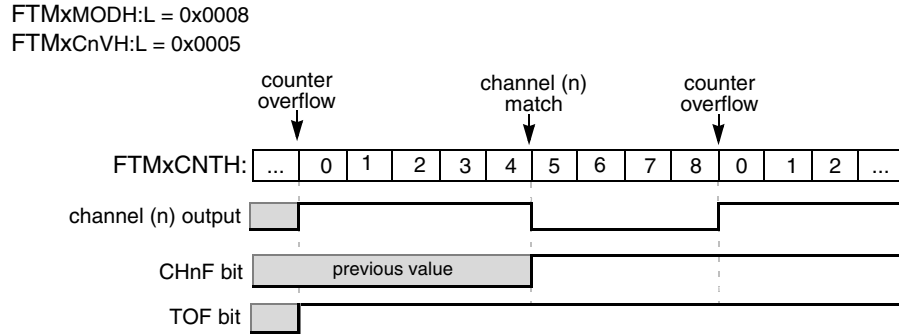 FTMxMODH:L = 0x0008
FTMxCnVH:L = 0x0005
counter overflow
channel (n) match
counter overflow
FTMxCNTH: ... 0 1 2 3 4 5 6 7 8 0 1 2 ...
channel (n) output
CHnF bit previous value
TOF bit